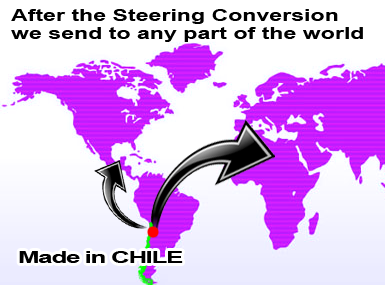 After the Steering Conversion
we send to any part of the world
Made in CHILE